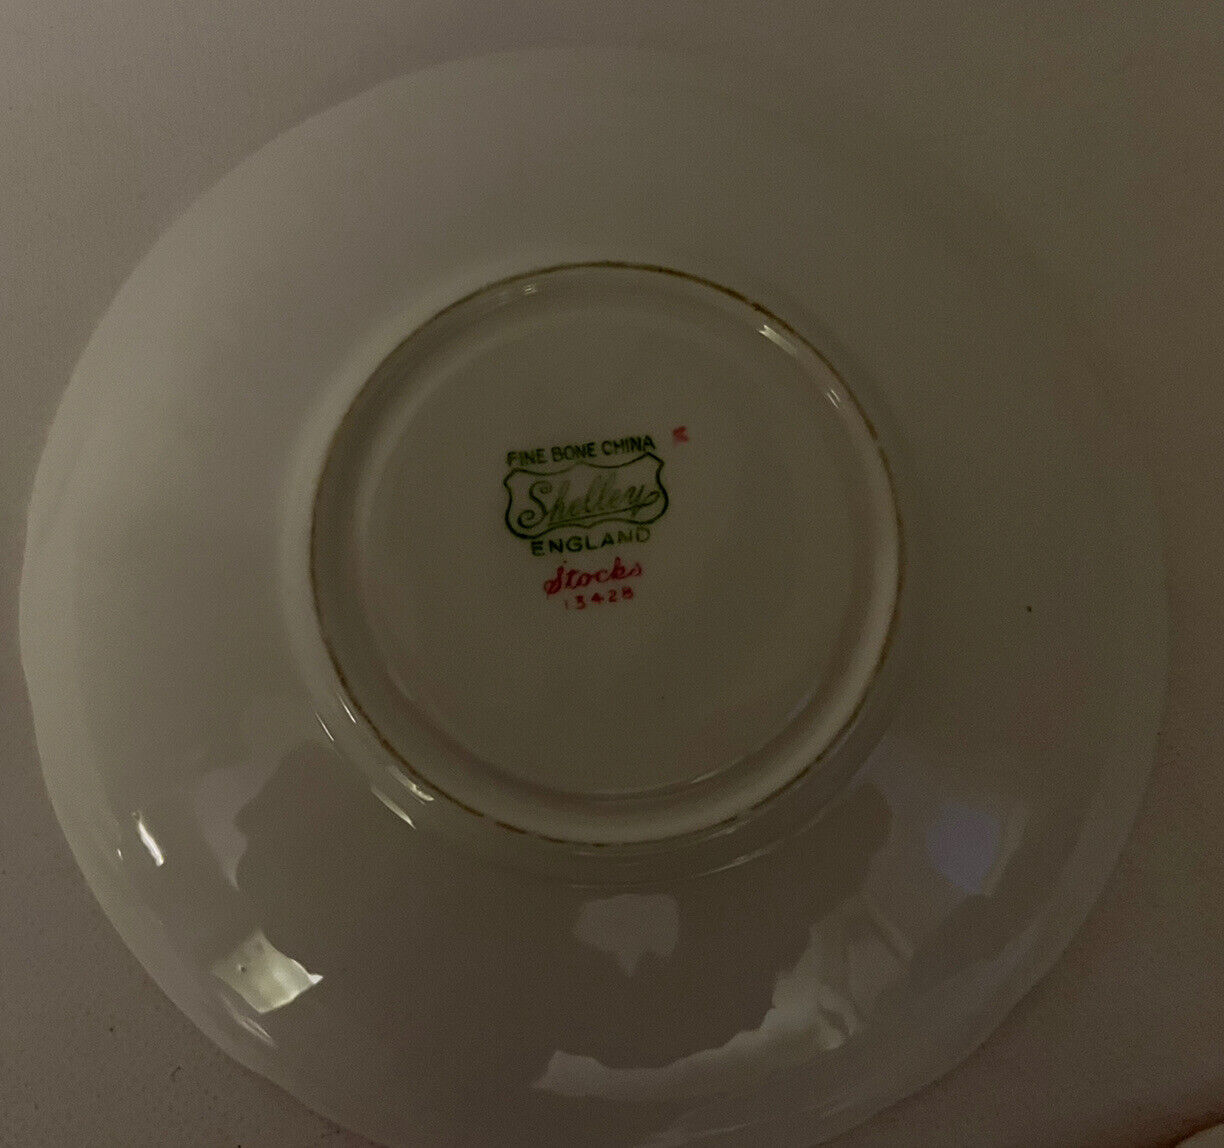 FINE BONE CHINA
Shelley
ENGLAND
Stocks
13428